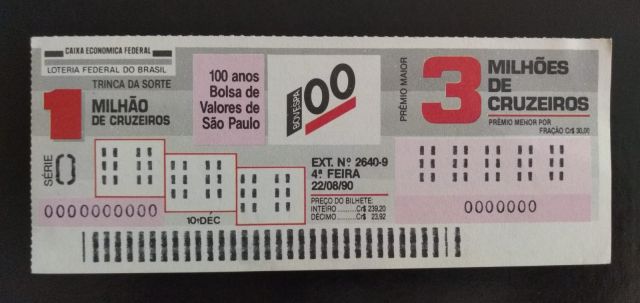 CAIXA ECONOMICA FEDERAL
LOTERIA FEDERAL DO BRASIL
TRINCA DA SORTE
1 MILHÃO
DE CRUZEIROS
100 anos
Bolsa de
Valores de
São Paulo
BOVESPA
100
PRÊMIO MAIOR
3
MILHÕES
DE
CRUZEIROS
PRÊMIO MENOR POR
FRAÇÃO Cr$ 30,00
SÉRIE
0
0000000000
10ª DÉC
EXT. Nº 2640-9
4ª FEIRA
22/08/90
PREÇO DO BILHETE:
INTEIRO ........Cr$ 239,20
DÉCIMO ........Cr$ 23,92
0000000